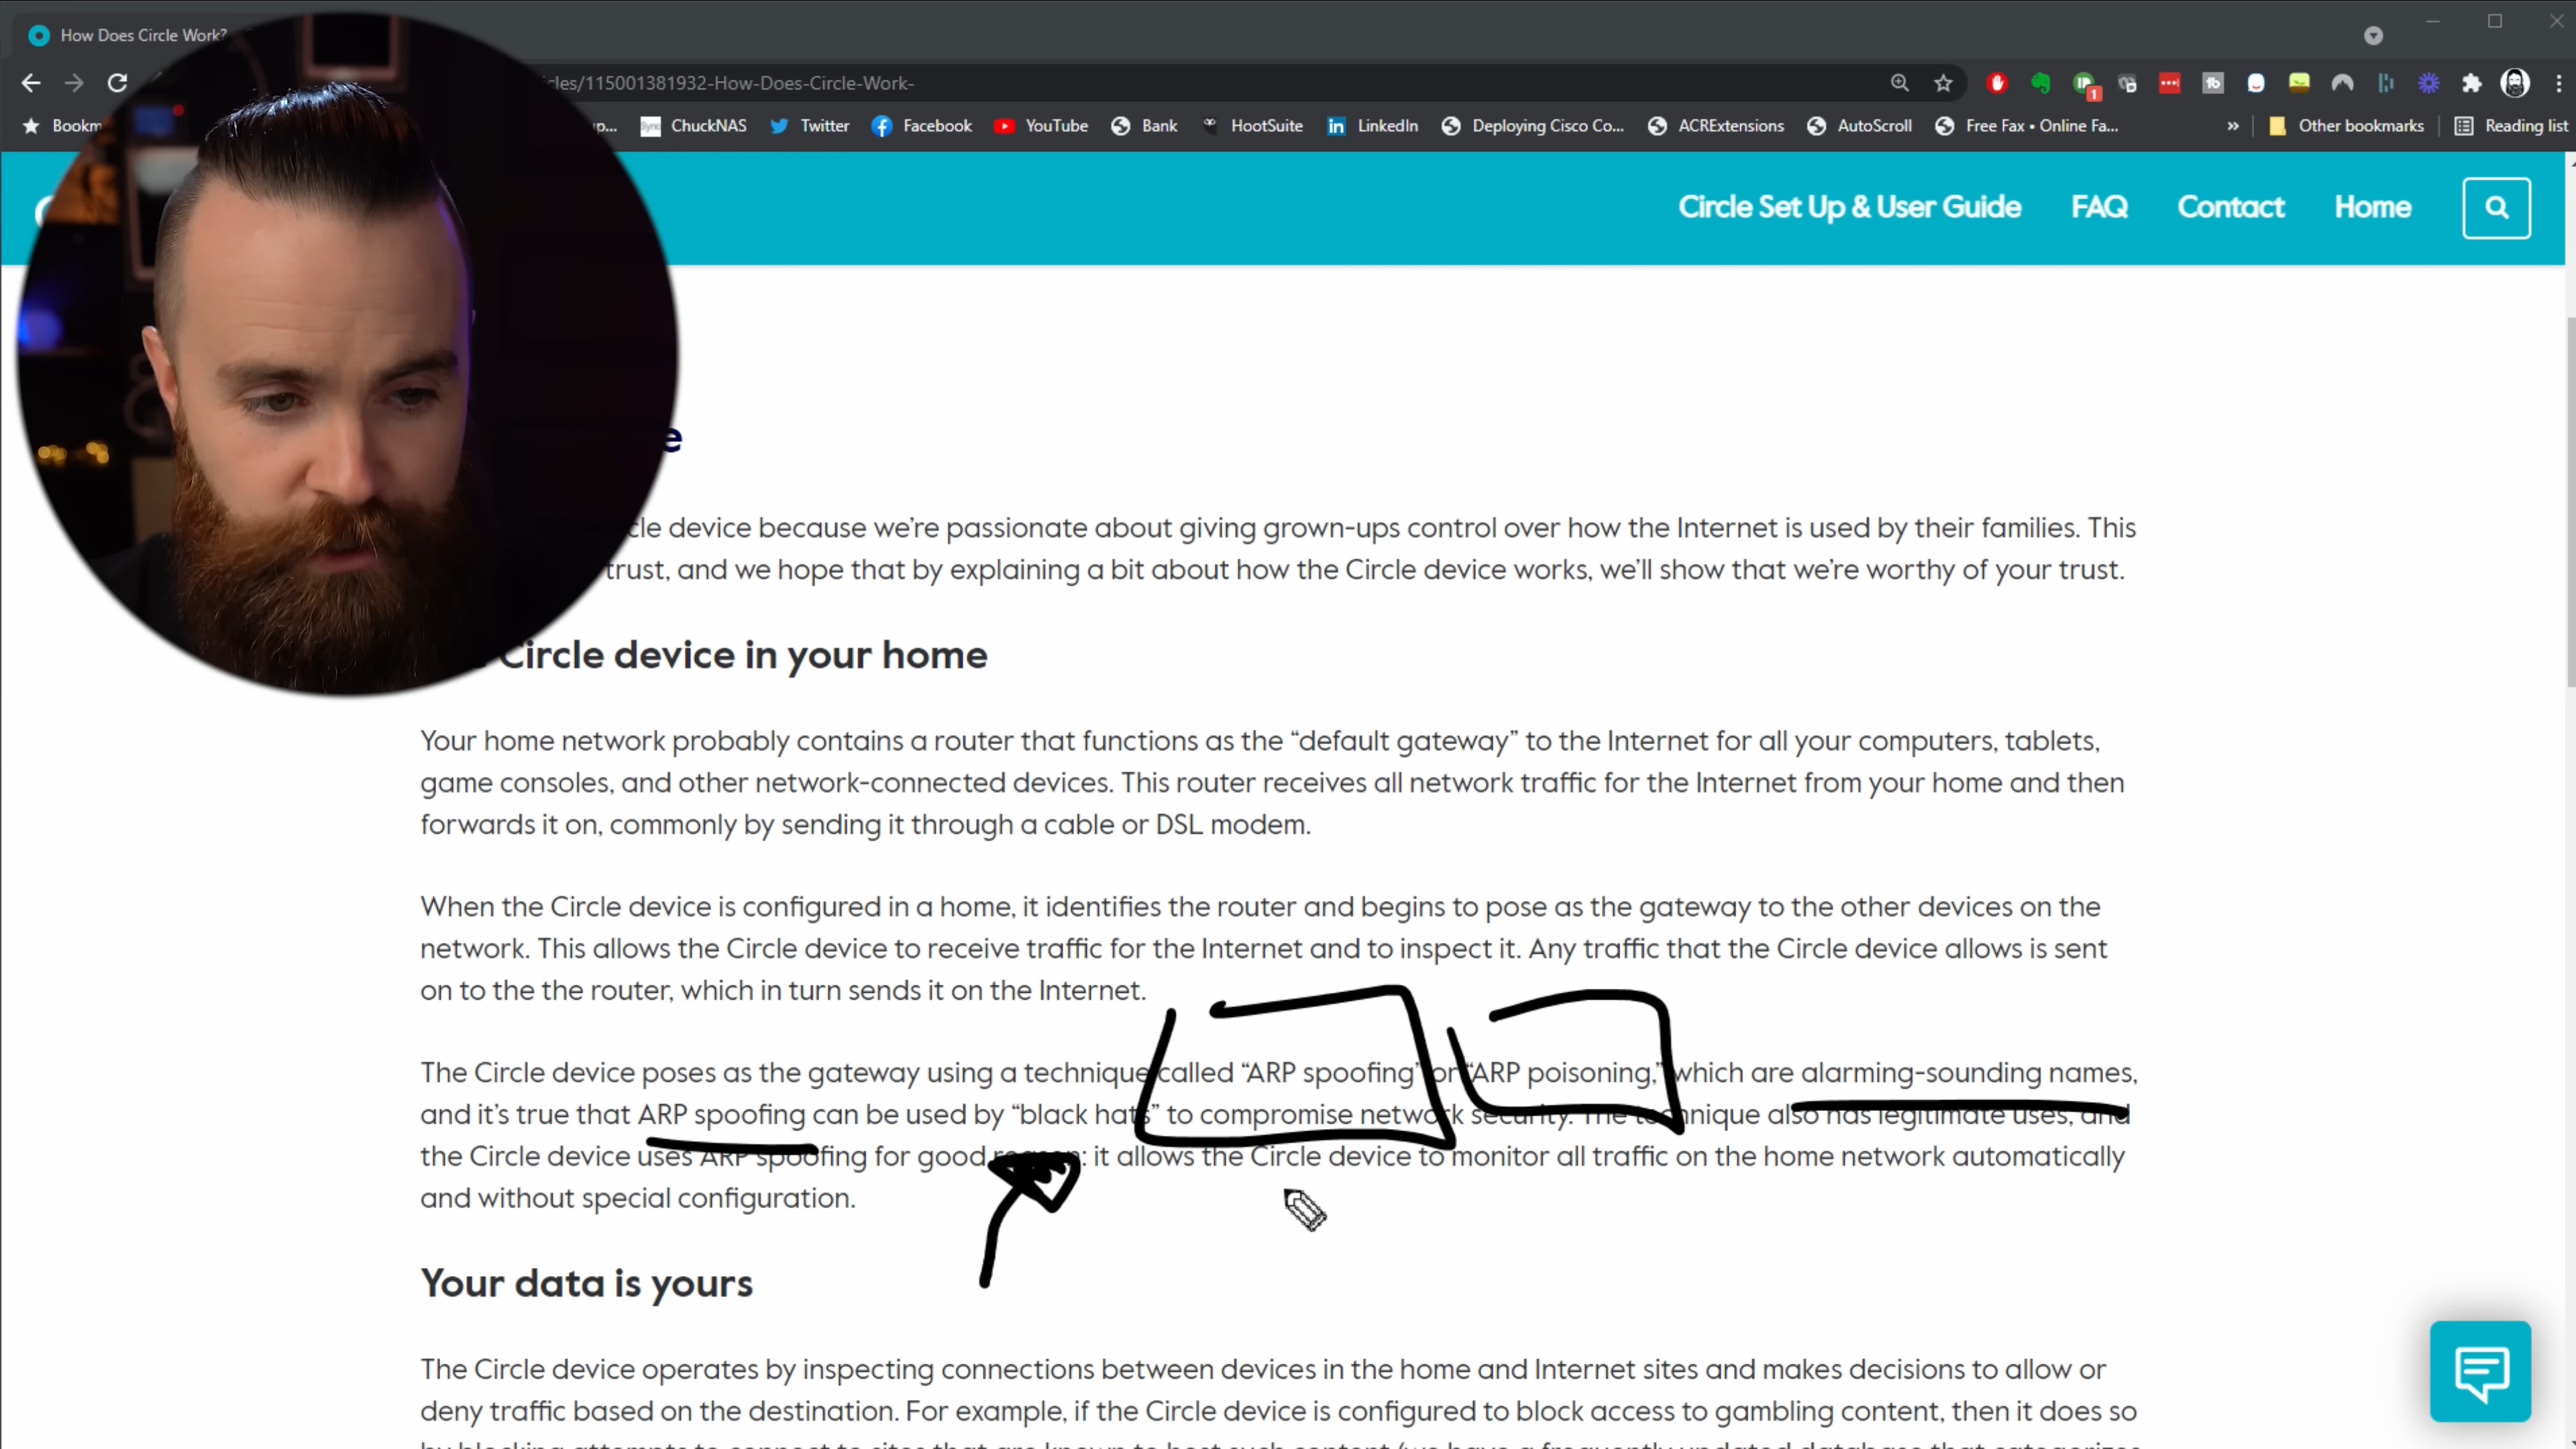 How Does Circle Work?
cles/115001381932-How-Does-Circle-Work-
1
Bookm
p...
Sync
ChuckNAS
Twitter
Facebook
YouTube
Bank
HootSuite
LinkedIn
Deploying Cisco Co...
ACRExtensions
AutoScroll
Free Fax • Online Fa...
»
Other bookmarks
Reading list
Circle Set Up & User Guide
FAQ
Contact
Home
e
cle device because we're passionate about giving grown-ups control over how the Internet is used by their families. This
trust, and we hope that by explaining a bit about how the Circle device works, we'll show that we're worthy of your trust.
Circle device in your home
Your home network probably contains a router that functions as the “default gateway” to the Internet for all your computers, tablets,
game consoles, and other network-connected devices. This router receives all network traffic for the Internet from your home and then
forwards it on, commonly by sending it through a cable or DSL modem.
When the Circle device is configured in a home, it identifies the router and begins to pose as the gateway to the other devices on the
network. This allows the Circle device to receive traffic for the Internet and to inspect it. Any traffic that the Circle device allows is sent
on to the the router, which in turn sends it on the Internet.
The Circle device poses as the gateway using a technique called “ARP spoofing” or “ARP poisoning,” which are alarming-sounding names,
and it's true that ARP spoofing can be used by “black hats” to compromise network security. The technique also has legitimate uses, and
the Circle device uses ARP spoofing for good reason: it allows the Circle device to monitor all traffic on the home network automatically
and without special configuration.
Your data is yours
The Circle device operates by inspecting connections between devices in the home and Internet sites and makes decisions to allow or
deny traffic based on the destination. For example, if the Circle device is configured to block access to gambling content, then it does so